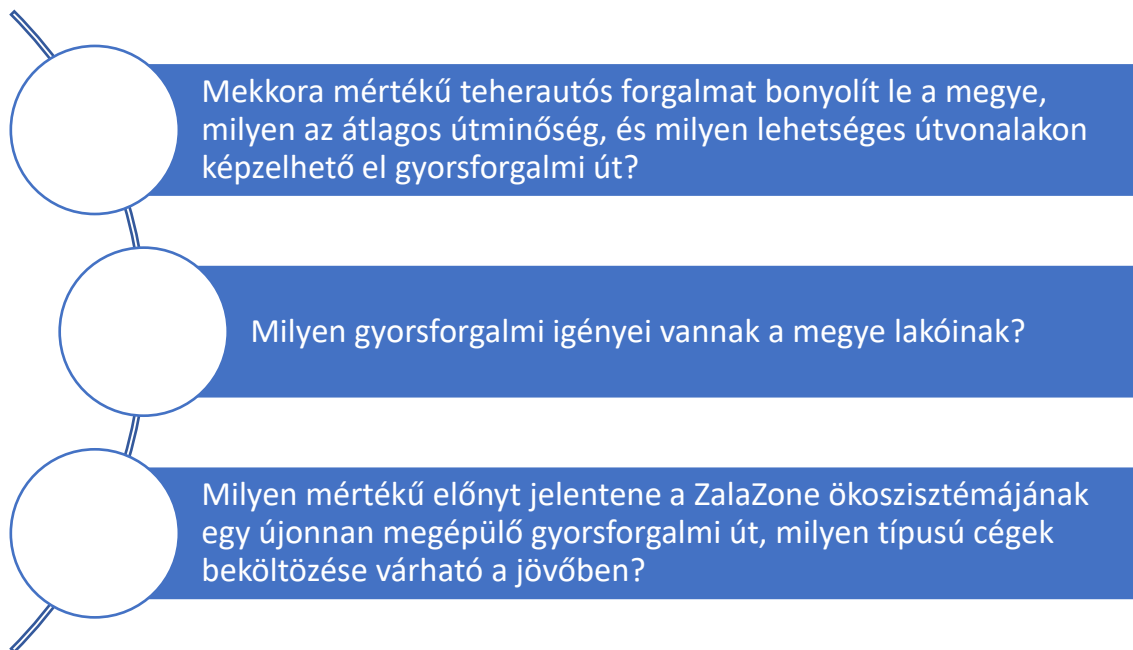 Mekkora mértékű teherautós forgalmat bonyolít le a megye,
milyen az átlagos útminőség, és milyen lehetséges útvonalakon
képzelhető el gyorsforgalmi út?
Milyen gyorsforgalmi igényei vannak a megye lakóinak?
Milyen mértékű előnyt jelentene a ZalaZone ökoszisztémájának
egy újonnan megépülő gyorsforgalmi út, milyen típusú cégek
beköltözése várható a jövőben?